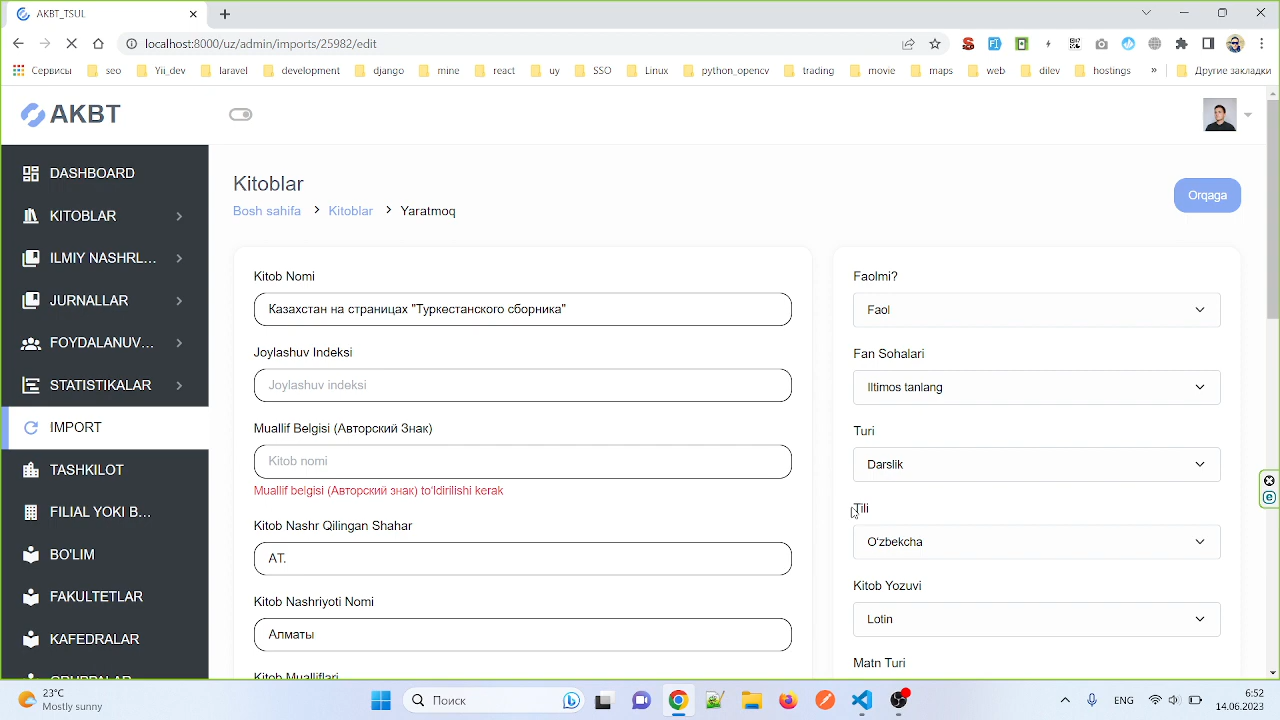 AKBT_TSUL
localhost:8000/uz/admin/imports/25982/edit
Сервисы seo Yii_dev laravel development django mine react uy SSO Linux python_opencv trading movie maps web dilev hostings » Другие закладки
AKBT
DASHBOARD
KITOBLAR
ILMIY NASHRL...
JURNALLAR
FOYDALANUV...
STATISTIKALAR
IMPORT
TASHKILOT
FILIAL YOKI B...
BO'LIM
FAKULTETLAR
KAFEDRALAR
Kitoblar
Bosh sahifa > Kitoblar > Yaratmoq
Orqaga
Kitob Nomi
Казахстан на страницах "Туркестанского сборника"
Joylashuv Indeksi
Joylashuv indeksi
Muallif Belgisi (Авторский Знак)
Kitob nomi
Muallif belgisi (Авторский знак) to'ldirilishi kerak
Kitob Nashr Qilingan Shahar
АТ.
Kitob Nashriyoti Nomi
Алматы
Kitob Mualliflari
Faolmi?
Faol
Fan Sohalari
Iltimos tanlang
Turi
Darslik
Tili
O'zbekcha
Kitob Yozuvi
Lotin
Matn Turi
23°C
Mostly sunny
Поиск
ENG
6:52
14.06.2023